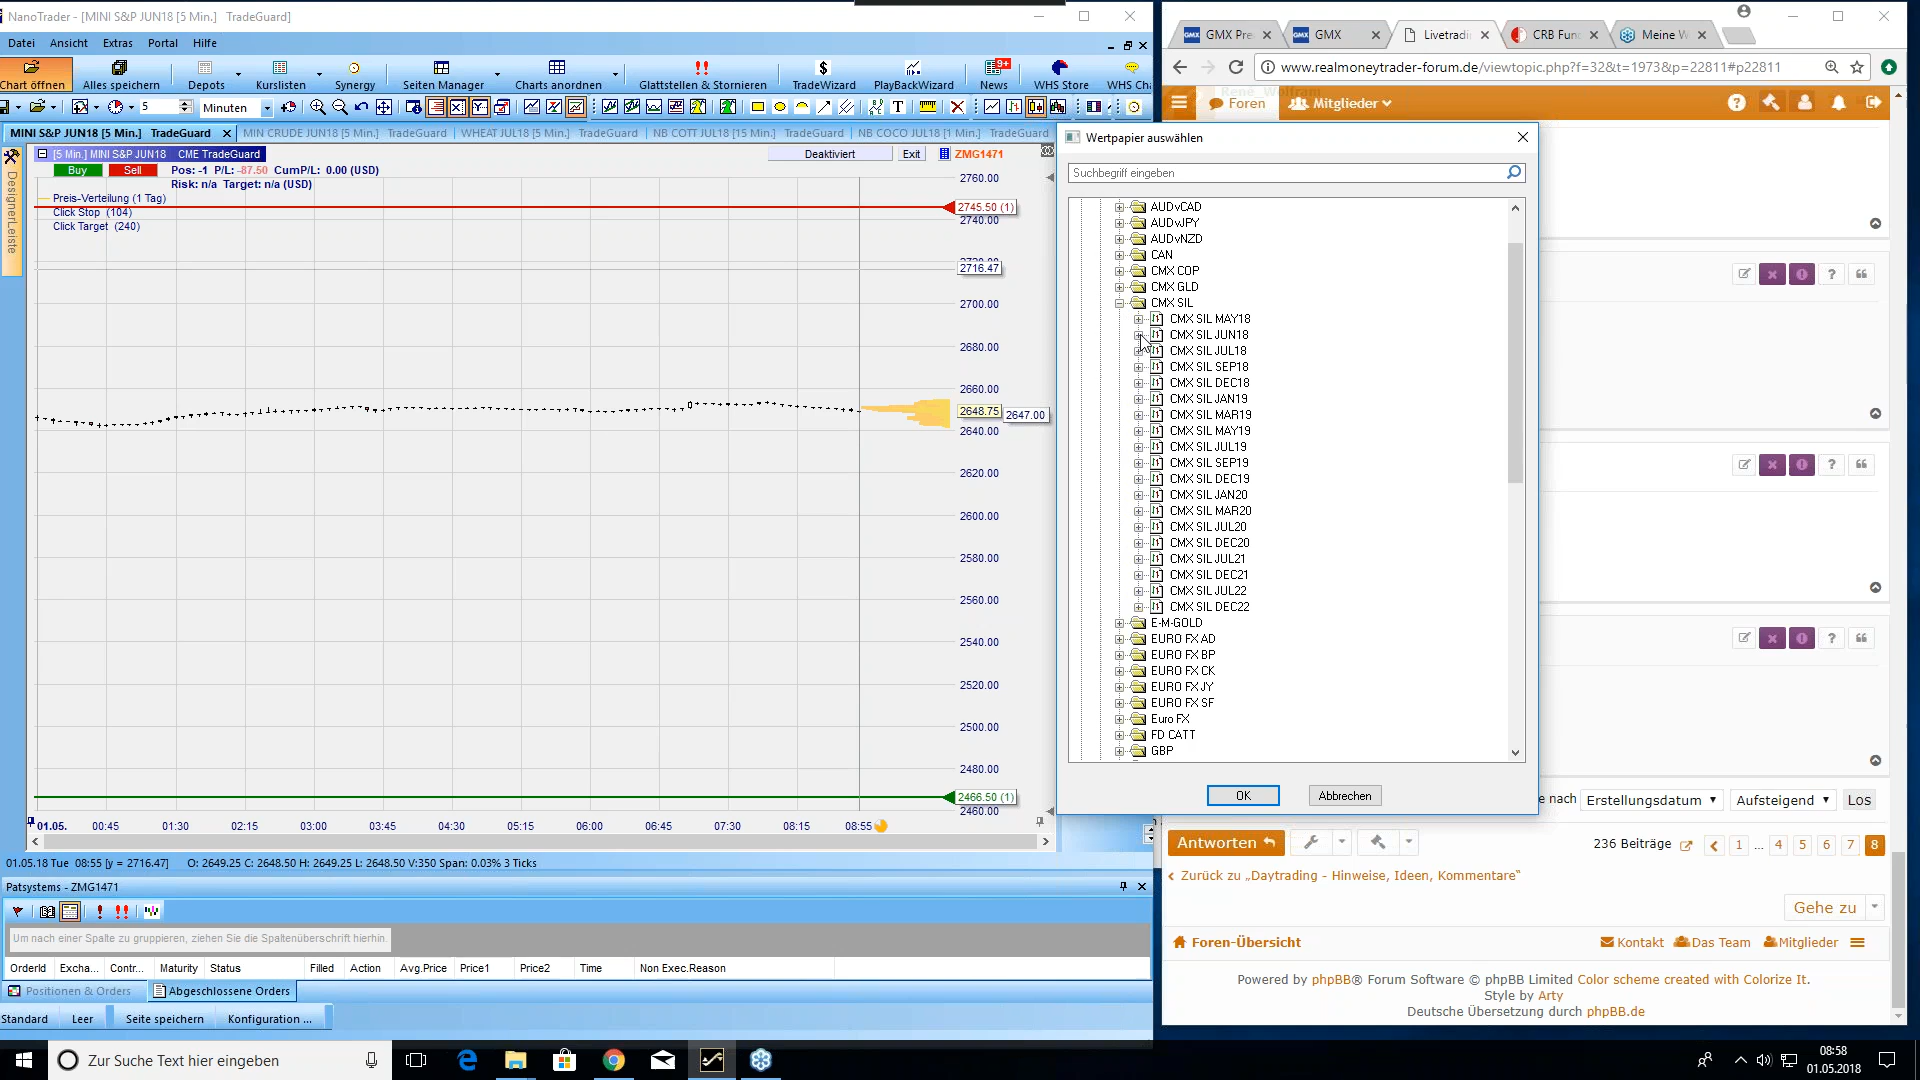 NanoTrader - [MINI S&P JUN18 [5 Min.]   TradeGuard]
Datei Ansicht Extras Portal Hilfe
Chart öffnen Alles speichern Depots Kurslisten Synergy Seiten Manager Charts anordnen Glattstellen & Stornieren TradeWizard PlayBackWizard News WHS Store WHS Cha
9+
5 Minuten
MINI S&P JUN18 [5 Min.] TradeGuard
MIN CRUDE JUN18 [5 Min.] TradeGuard
WHEAT JUL18 [5 Min.] TradeGuard
NB COTT JUL18 [15 Min.] TradeGuard
NB COCO JUL18 [1 Min.] TradeGuard
DesignerLeiste
[5 Min.] MINI S&P JUN18 CME TradeGuard
Deaktiviert Exit ZMG1471
Buy Sell Pos: -1 P/L: -87.50 CumP/L: 0.00 (USD)
Risk: n/a Target: n/a (USD)
Preis-Verteilung (1 Tag)
Click Stop (104)
Click Target (240)
2760.00
2745.50 (1)
2740.00
2716.47
2700.00
2680.00
2660.00
2648.75
2647.00
2640.00
2620.00
2600.00
2580.00
2560.00
2540.00
2520.00
2500.00
2480.00
2466.50 (1)
2460.00
01.05. 00:45 01:30 02:15 03:00 03:45 04:30 05:15 06:00 06:45 07:30 08:15 08:55
01.05.18 Tue 08:55 [y = 2716.47] O: 2649.25 C: 2648.50 H: 2649.25 L: 2648.50 V:350 Span: 0.03% 3 Ticks
Patsystems - ZMG1471
Um nach einer Spalte zu gruppieren, ziehen Sie die Spaltenüberschrift hierhin.
OrderId Excha... Contr... Maturity Status Filled Action Avg.Price Price1 Price2 Time Non Exec.Reason
Positionen & Orders Abgeschlossene Orders
Standard Leer Seite speichern Konfiguration ...
GMX Pre
GMX
Livetradi
CRB Fun
Meine W
www.realmoneytrader-forum.de/viewtopic.php?f=32&t=1973&p=22811#p22811
René_Wolfram
Foren Mitglieder
Wertpapier auswählen
Suchbegriff eingeben
AUDvCAD
AUDvJPY
AUDvNZD
CAN
CMX COP
CMX GLD
CMX SIL
CMX SIL MAY18
CMX SIL JUN18
CMX SIL JUL18
CMX SIL SEP18
CMX SIL DEC18
CMX SIL JAN19
CMX SIL MAR19
CMX SIL MAY19
CMX SIL JUL19
CMX SIL SEP19
CMX SIL DEC19
CMX SIL JAN20
CMX SIL MAR20
CMX SIL JUL20
CMX SIL DEC20
CMX SIL JUL21
CMX SIL DEC21
CMX SIL JUL22
CMX SIL DEC22
E-M-GOLD
EURO FX AD
EURO FX BP
EURO FX CK
EURO FX JY
EURO FX SF
Euro FX
FD CATT
GBP
OK Abbrechen
e nach Erstellungsdatum Aufsteigend Los
Antworten
236 Beiträge 1 ... 4 5 6 7 8
Zurück zu „Daytrading - Hinweise, Ideen, Kommentare“
Gehe zu
Foren-Übersicht Kontakt Das Team Mitglieder
Powered by phpBB® Forum Software © phpBB Limited Color scheme created with Colorize It.
Style by Arty
Deutsche Übersetzung durch phpBB.de
Zur Suche Text hier eingeben
08:58
01.05.2018